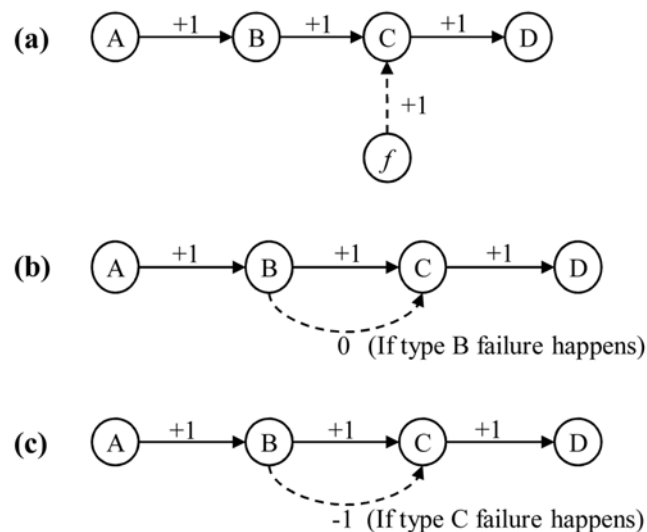 (a) A +1 B +1 C +1 D
+1
f
(b) A +1 B +1 C +1 D
0 (If type B failure happens)
(c) A +1 B +1 C +1 D
-1 (If type C failure happens)